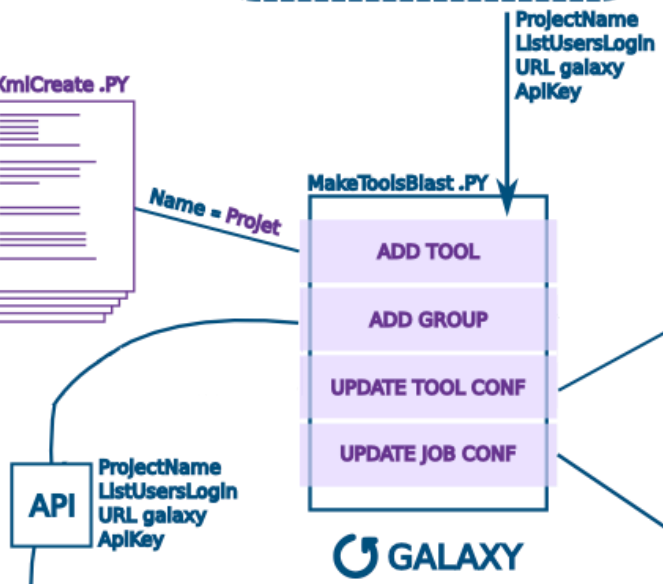 ProjectName
ListUsersLogin
URL galaxy
ApiKey
XmlCreate .PY
MakeToolsBlast .PY
Name = Projet
ADD TOOL
ADD GROUP
UPDATE TOOL CONF
UPDATE JOB CONF
API
ProjectName
ListUsersLogin
URL galaxy
ApiKey
GALAXY